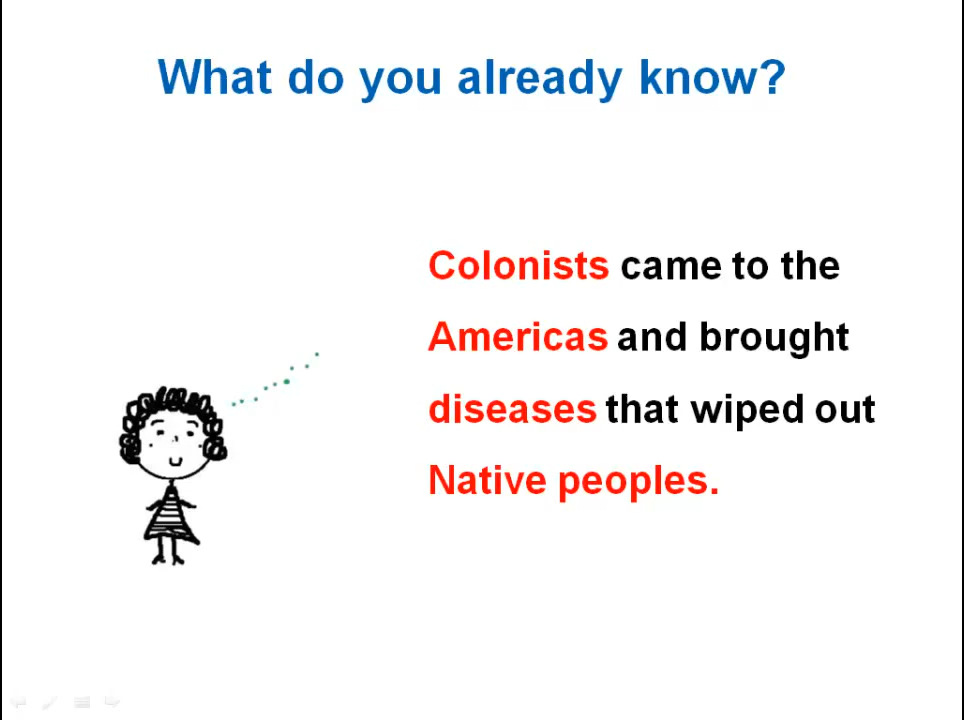 What do you already know?
Colonists came to the
Americas and brought
diseases that wiped out
Native peoples.